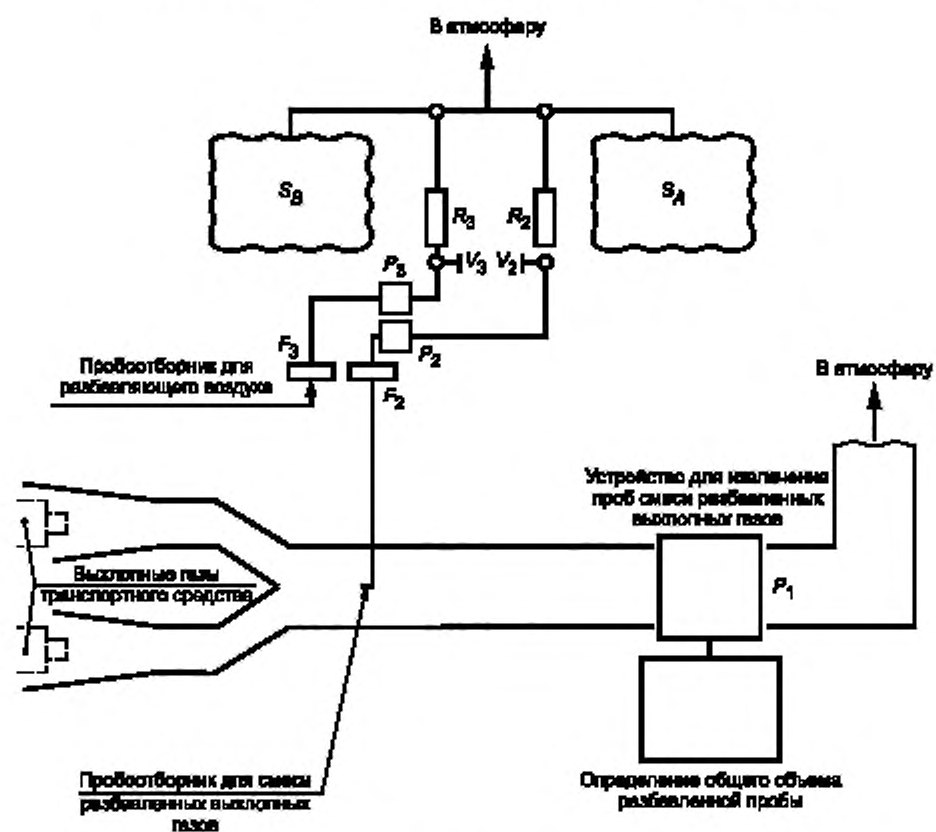 В атмосферу
S_B
S_A
R_3
R_2
V_3
V_2
P_3
P_2
F_3
F_2
Пробоотборник для
разбавляющего воздуха
В атмосферу
Устройство для извлечения
проб смеси разбавленных
выхлопных газов
Выхлопные газы
транспортного средства
P_1
Пробоотборник для смеси
разбавленных выхлопных
газов
Определение общего объема
разбавленной пробы